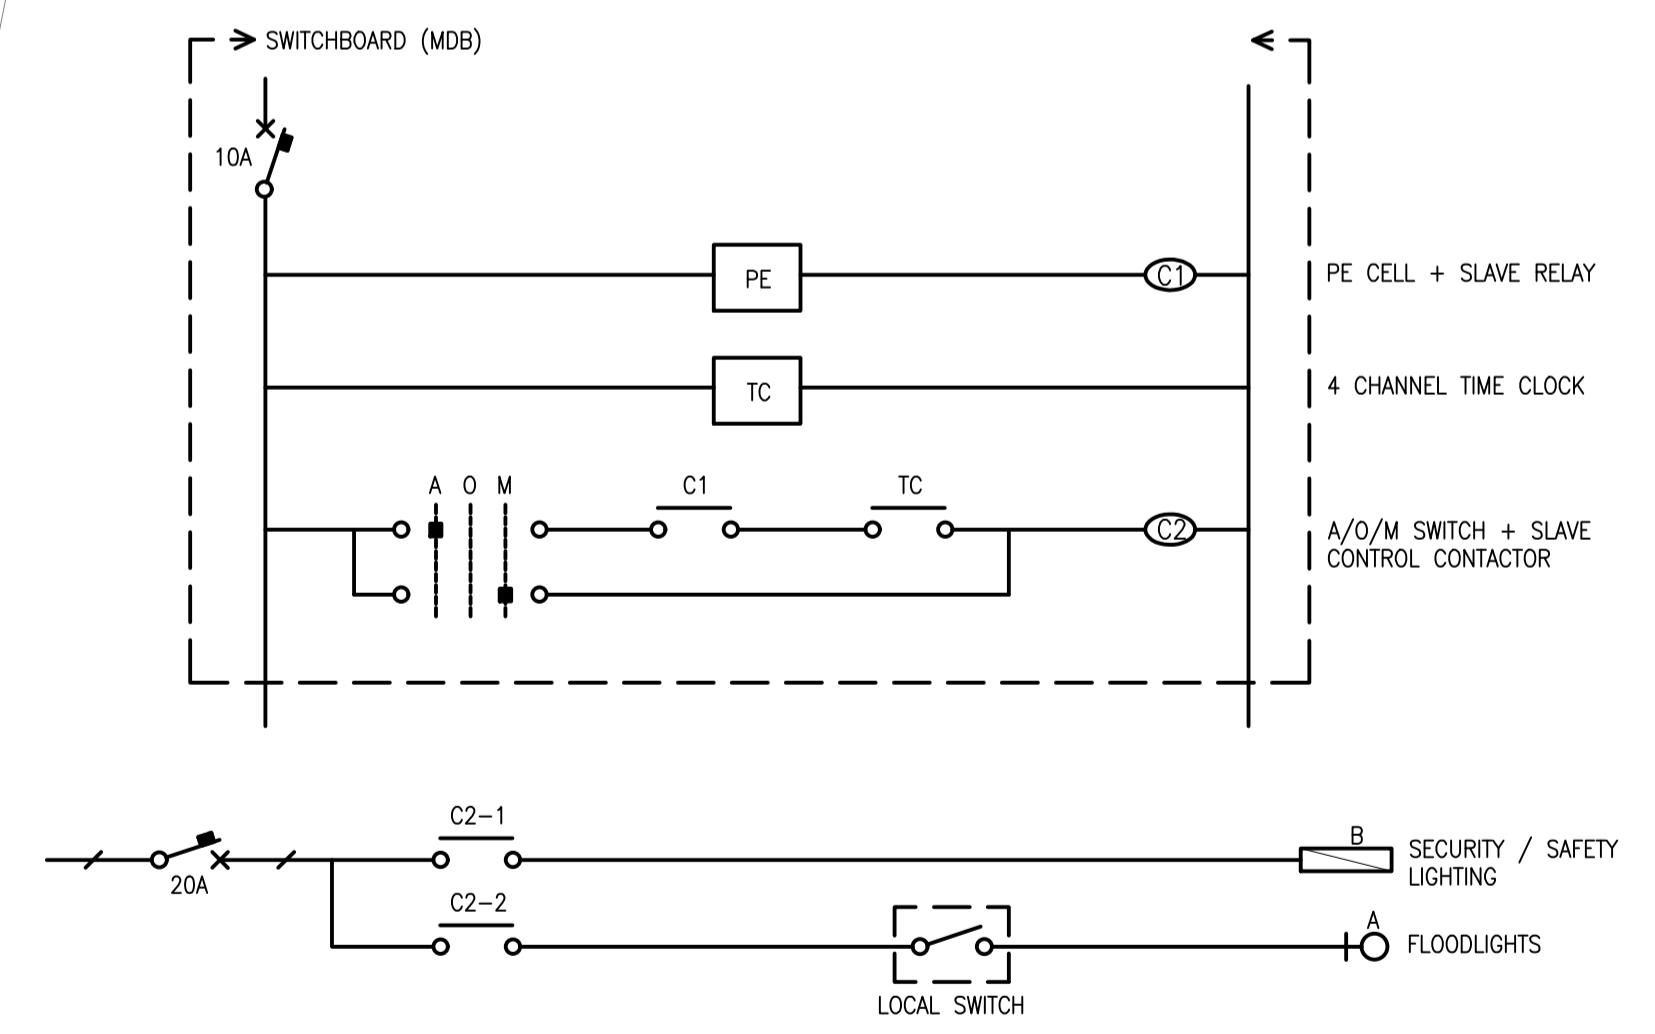 SWITCHBOARD (MDB)
10A
PE
C1
PE CELL + SLAVE RELAY
TC
4 CHANNEL TIME CLOCK
A O M
C1
TC
C2
A/O/M SWITCH + SLAVE
CONTROL CONTACTOR
C2-1
20A
B
SECURITY / SAFETY
LIGHTING
C2-2
A
FLOODLIGHTS
LOCAL SWITCH